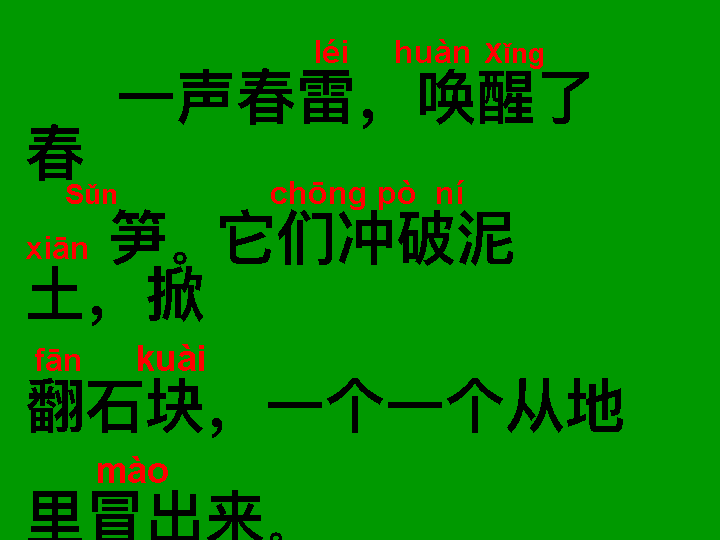 léi huàn Xǐng
一声春雷，唤醒了
春
Sǔn chōng pò ní
笋。它们冲破泥
xiān
土，掀
fān kuài
翻石块，一个一个从地
mào
里冒出来。